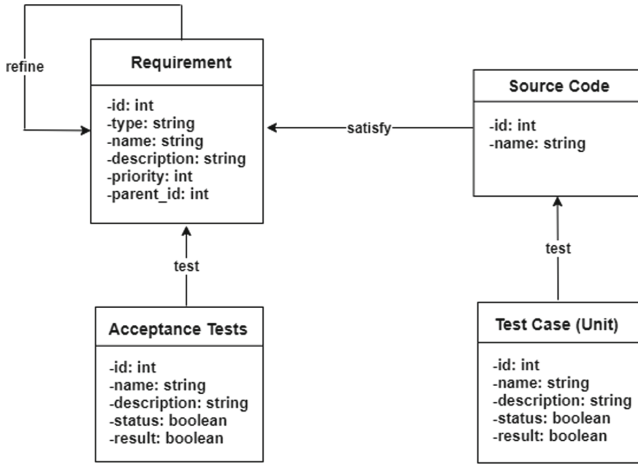 refine
Requirement
-id: int
-type: string
-name: string
-description: string
-priority: int
-parent_id: int
satisfy
Source Code
-id: int
-name: string
test
test
Acceptance Tests
-id: int
-name: string
-description: string
-status: boolean
-result: boolean
Test Case (Unit)
-id: int
-name: string
-description: string
-status: boolean
-result: boolean